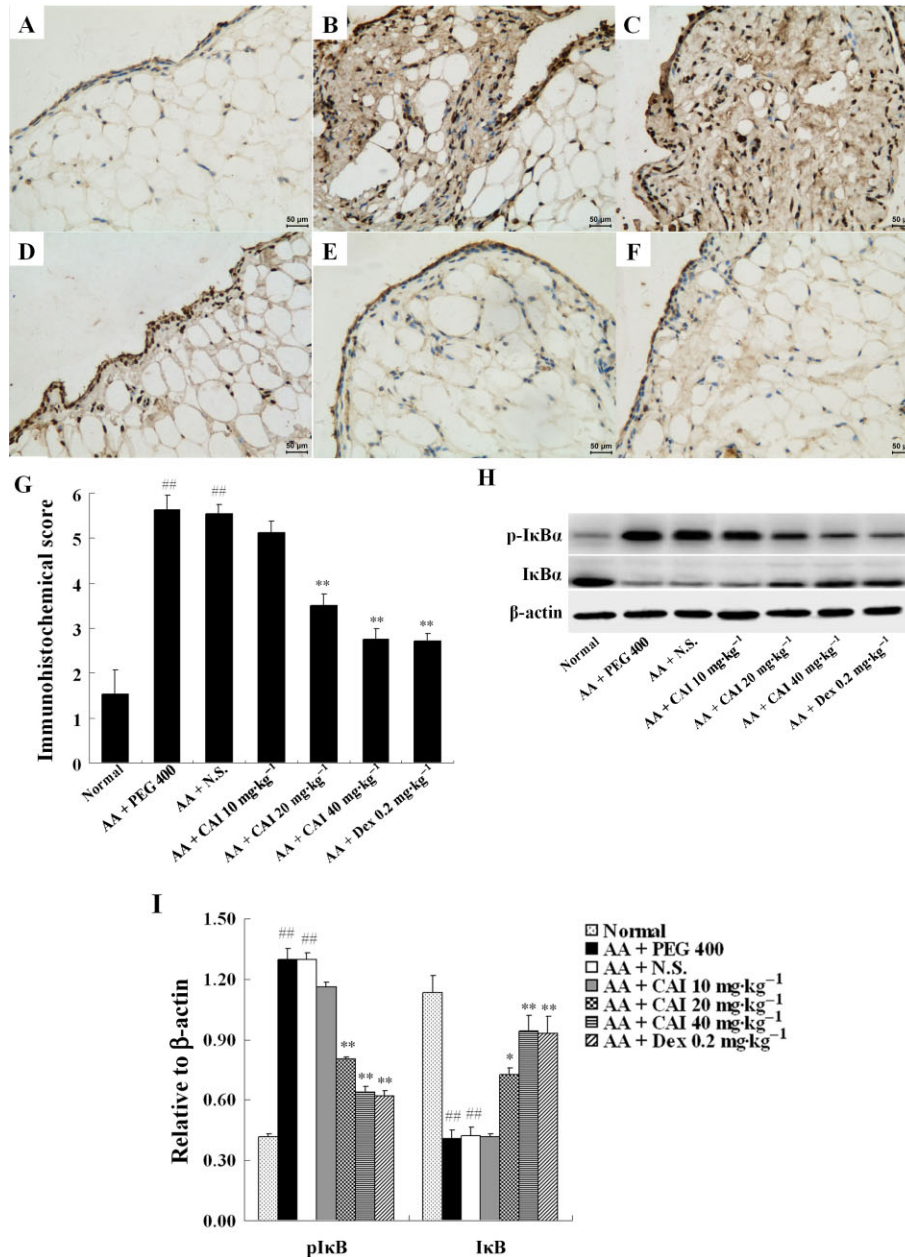 A
B
C
50 μm
50 μm
50 μm
D
E
F
50 μm
50 μm
50 μm
G
##
##
**
**
**
Immunohistochemical score
6
5
4
3
2
1
0
Normal
AA + PEG 400
AA + N.S.
AA + CAI 10 mg·kg⁻¹
AA + CAI 20 mg·kg⁻¹
AA + CAI 40 mg·kg⁻¹
AA + Dex 0.2 mg·kg⁻¹
H
p-IκBα
IκBα
β-actin
Normal
AA + PEG 400
AA + N.S.
AA + CAI 10 mg·kg⁻¹
AA + CAI 20 mg·kg⁻¹
AA + CAI 40 mg·kg⁻¹
AA + Dex 0.2 mg·kg⁻¹
I
Relative to β-actin
1.50
1.20
0.90
0.60
0.30
0.00
##
##
**
**
**
##
##
*
**
**
pIκB
IκB
Normal
AA + PEG 400
AA + N.S.
AA + CAI 10 mg·kg⁻¹
AA + CAI 20 mg·kg⁻¹
AA + CAI 40 mg·kg⁻¹
AA + Dex 0.2 mg·kg⁻¹